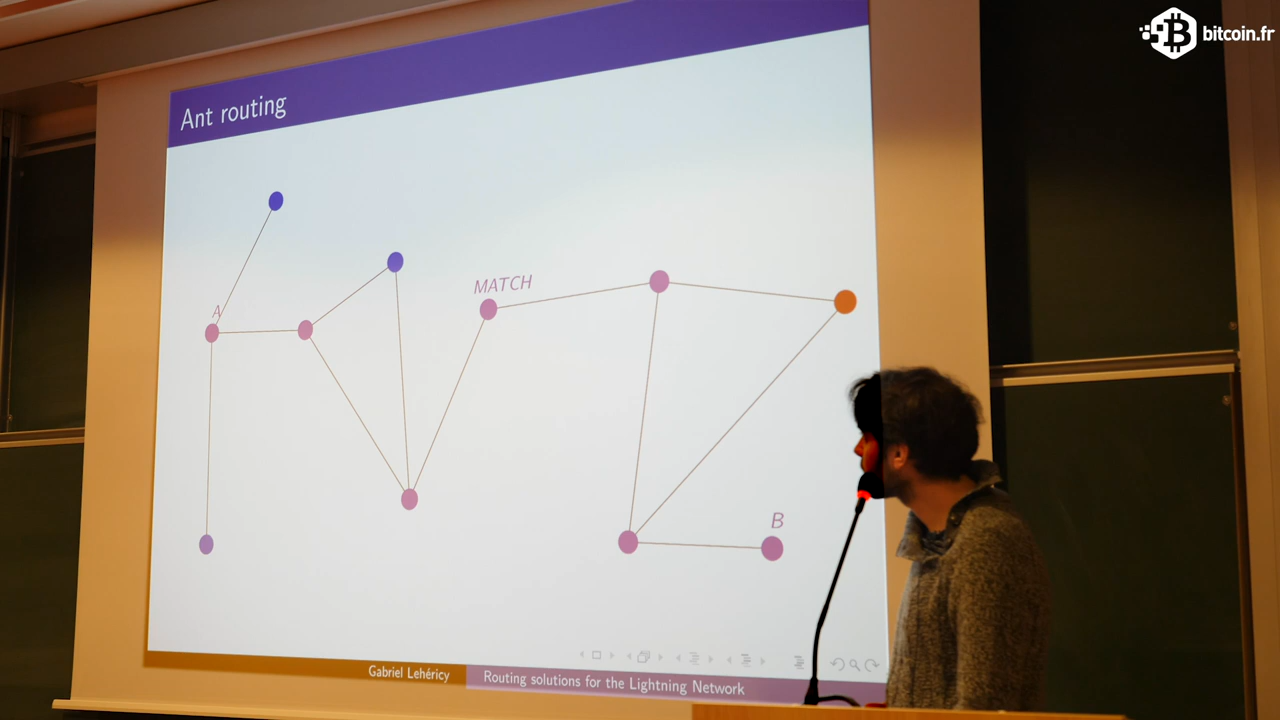 bitcoin.fr
Ant routing
MATCH
A
B
Gabriel Lehéricy
Routing solutions for the Lightning Network